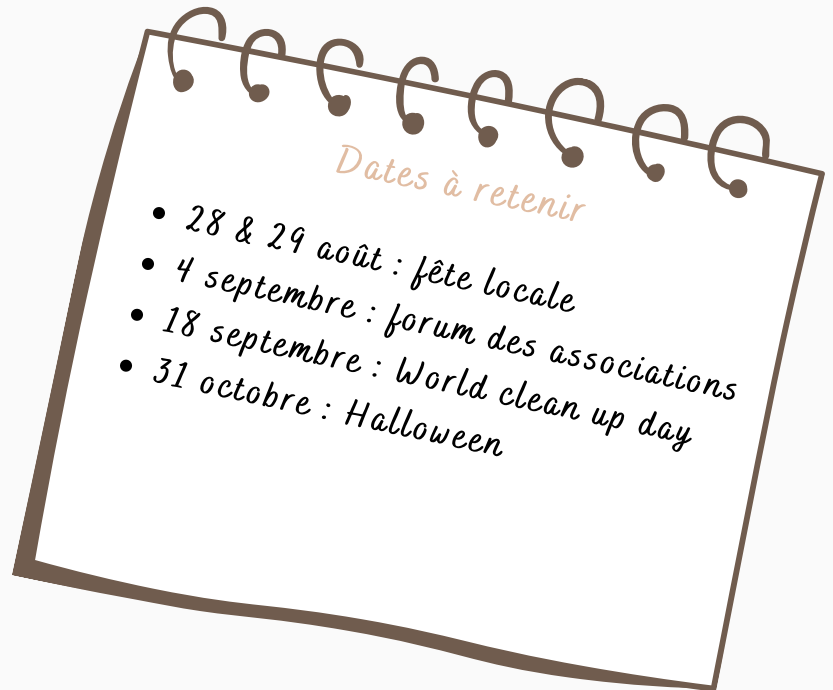 Dates à retenir
28 & 29 août : fête locale
4 septembre : forum des associations
18 septembre : World clean up day
31 octobre : Halloween